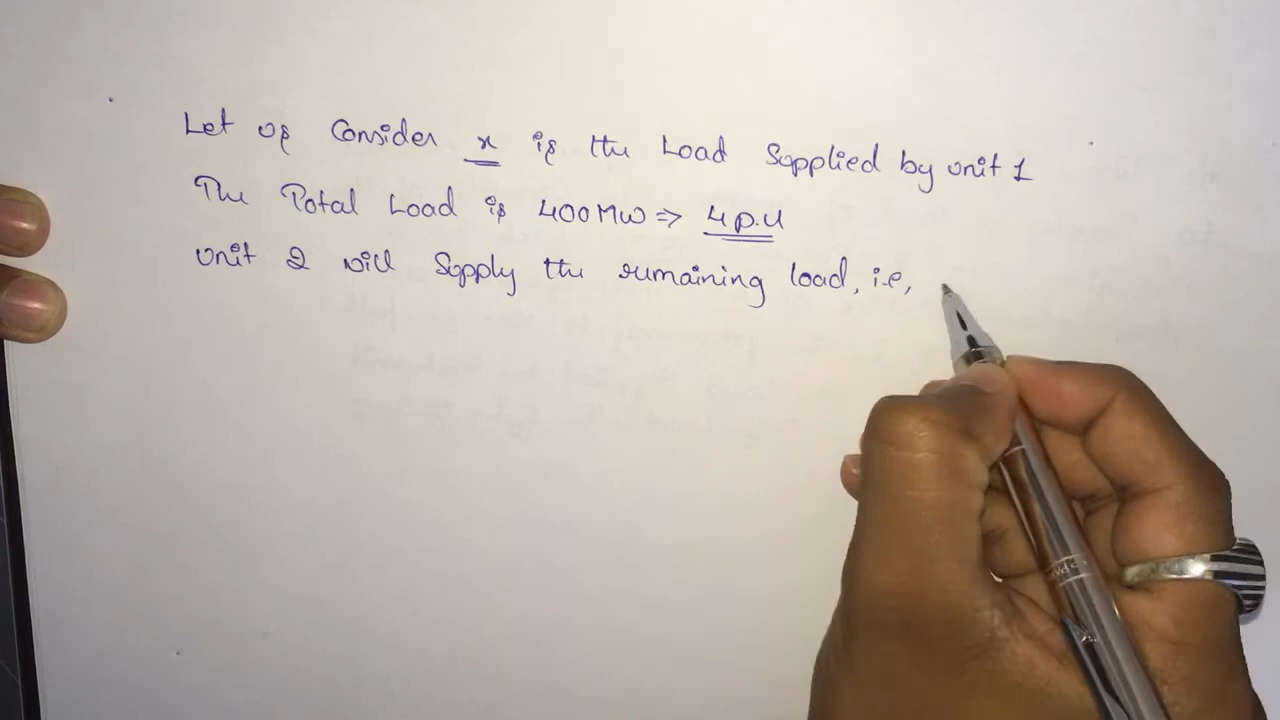 Let us Consider x is the Load Supplied by unit 1
The Total Load is 400 MW ⇒ 4 p.u
unit 2 will Supply the remaining load, i.e,